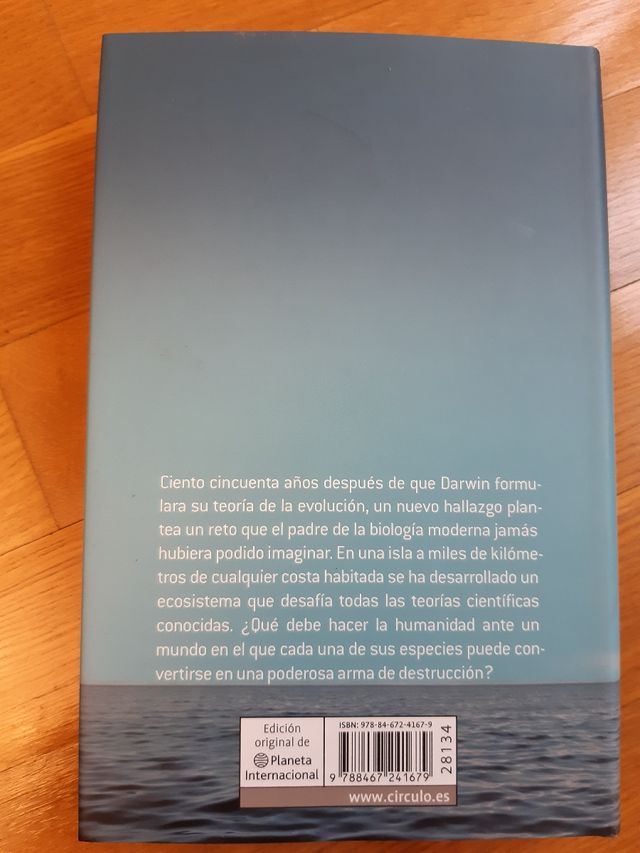 Ciento cincuenta años después de que Darwin formu-
lara su teoría de la evolución, un nuevo hallazgo plan-
tea un reto que el padre de la biología moderna jamás
hubiera podido imaginar. En una isla a miles de kilóme-
tros de cualquier costa habitada se ha desarrollado un
ecosistema que desafía todas las teorías científicas
conocidas. ¿Qué debe hacer la humanidad ante un
mundo en el que cada una de sus especies puede con-
vertirse en una poderosa arma de destrucción?
Edición
original de
Planeta
Internacional
ISBN: 978-84-672-4167-9
9 788467 241679
28134
www.circulo.es